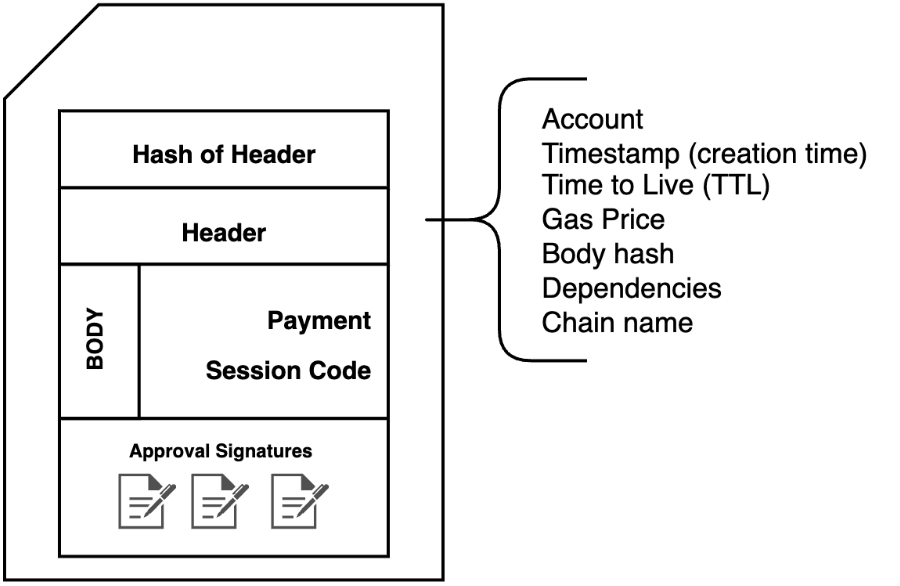 Hash of Header
Header
BODY
Payment
Session Code
Approval Signatures
Account
Timestamp (creation time)
Time to Live (TTL)
Gas Price
Body hash
Dependencies
Chain name